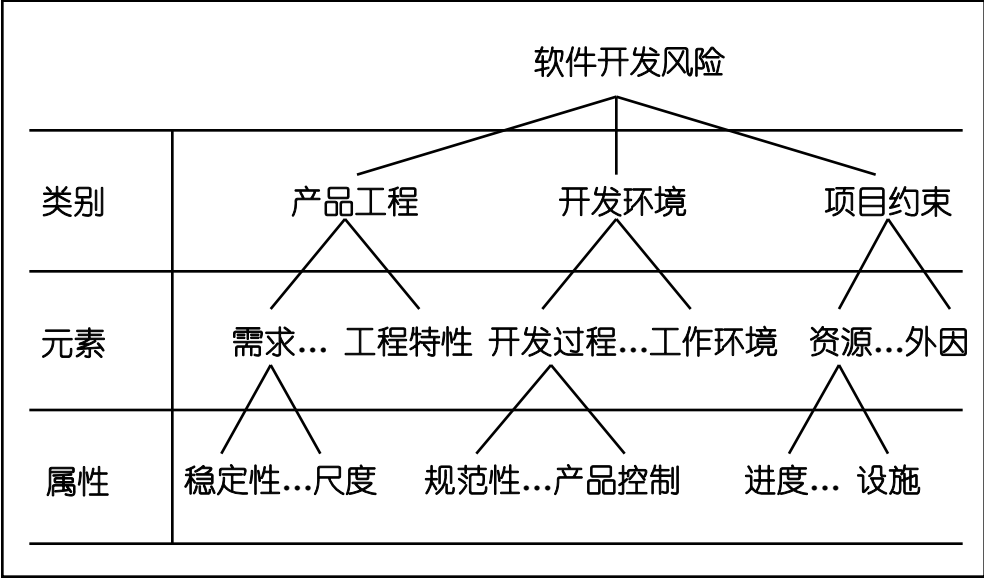 软件开发风险
类别 产品工程 开发环境 项目约束
元素 需求... 工程特性 开发过程...工作环境 资源...外因
属性 稳定性...尺度 规范性...产品控制 进度... 设施